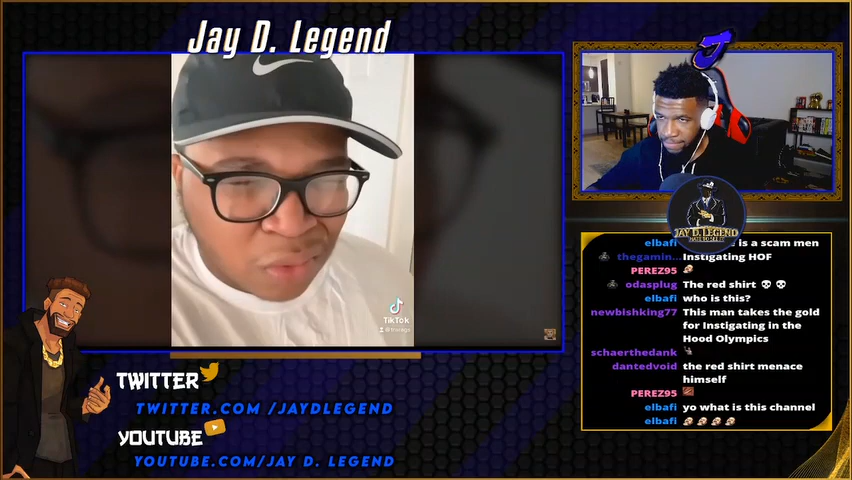 Jay D. Legend
J
TikTok
JAY D. LEGEND
elbafi is a scam men
thegamin... Instigating HOF
PEREZ95
odasplug The red shirt 💀 💀
elbafi who is this?
newbishking77 This man takes the gold
for Instigating in the
Hood Olympics
schaerthedank
dantedvoid the red shirt menace
himself
PEREZ95
elbafi yo what is this channel
elbafi
TWITTER
TWITTER.COM /JAYDLEGEND
YOUTUBE
YOUTUBE.COM/JAY D. LEGEND